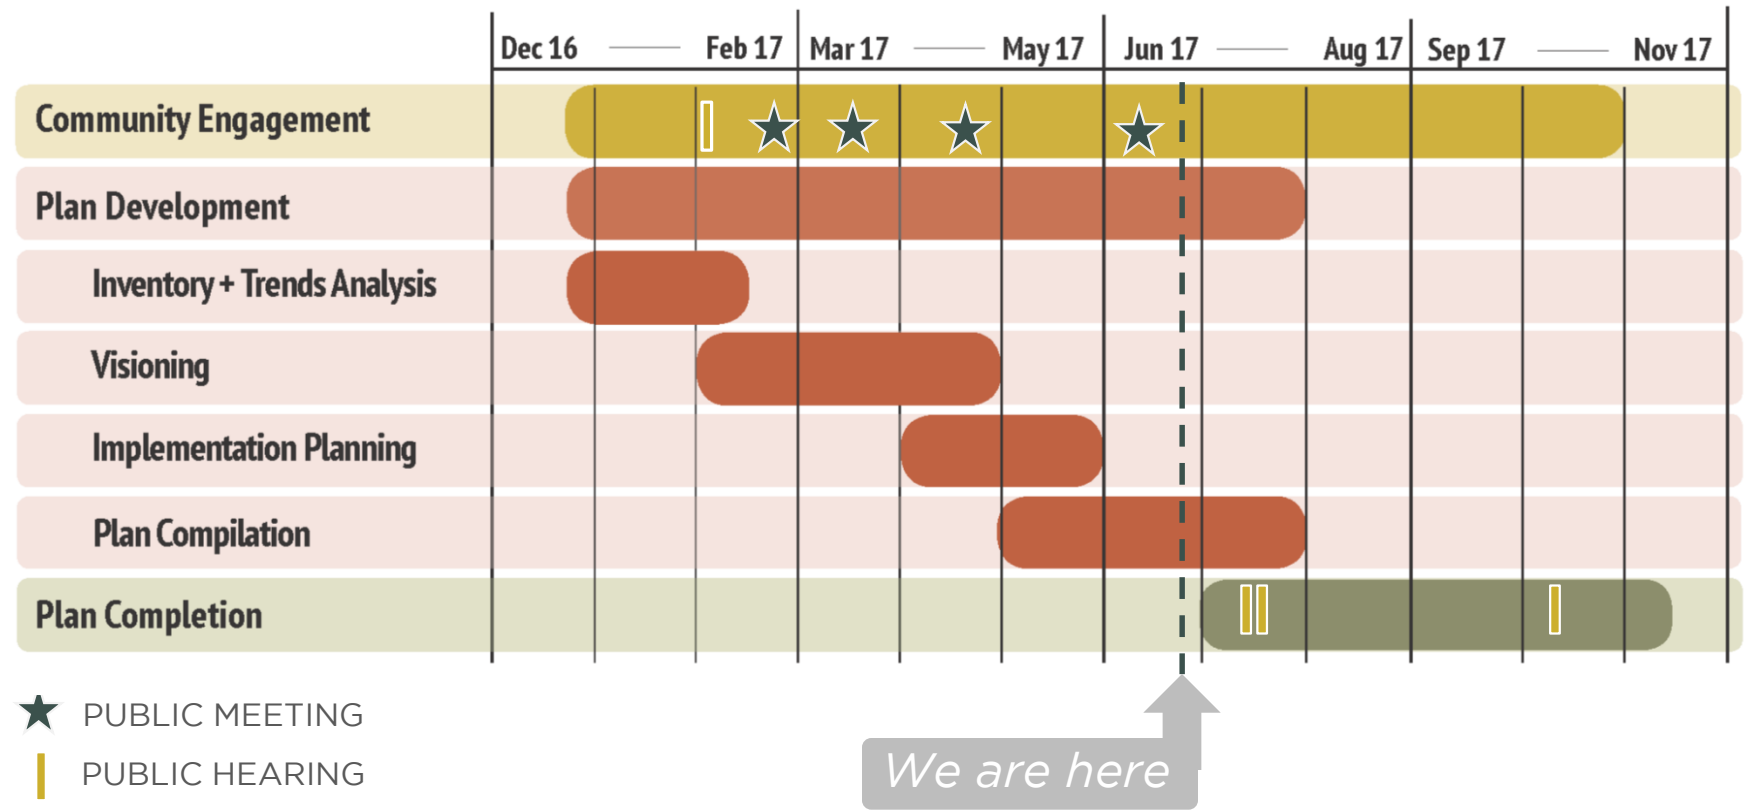 Dec 16 Feb 17 Mar 17 May 17 Jun 17 Aug 17 Sep 17 Nov 17
Community Engagement
Plan Development
Inventory + Trends Analysis
Visioning
Implementation Planning
Plan Compilation
Plan Completion
PUBLIC MEETING
PUBLIC HEARING
We are here